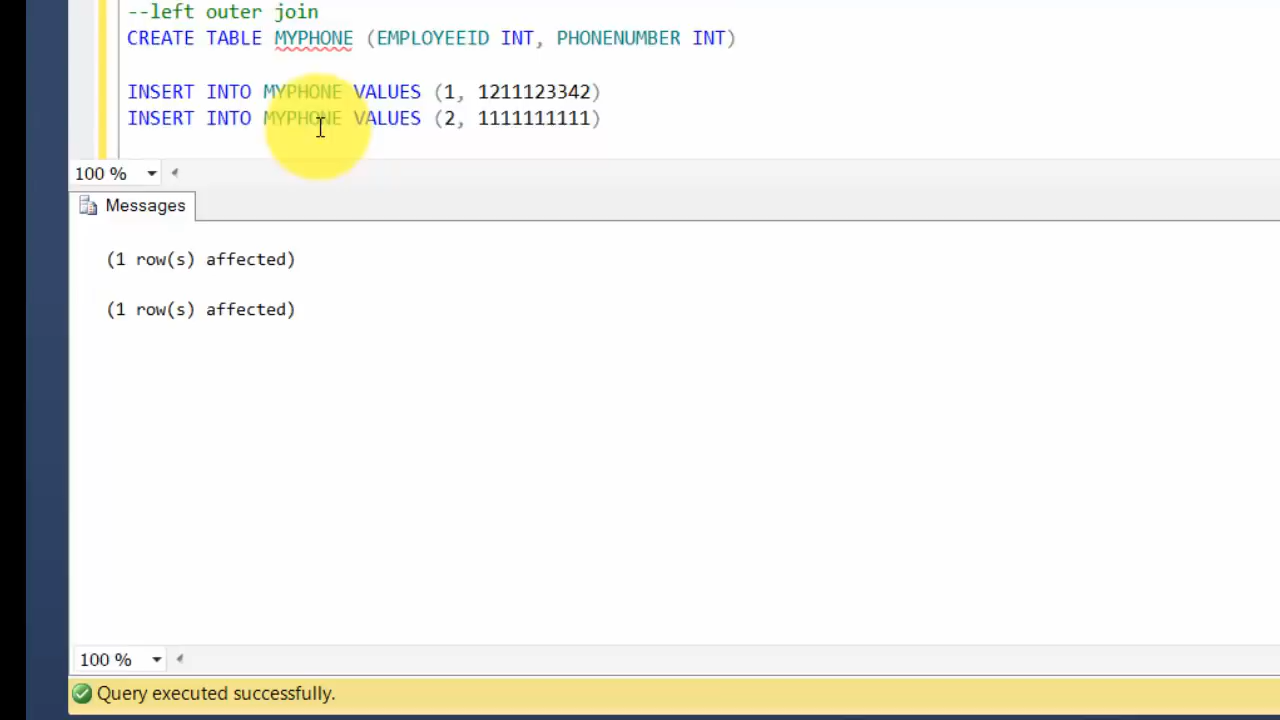 --left outer join
CREATE TABLE MYPHONE (EMPLOYEEID INT, PHONENUMBER INT)
INSERT INTO MYPHONE VALUES (1, 1211123342)
INSERT INTO MYPHONE VALUES (2, 1111111111)
100 %
Messages
(1 row(s) affected)
(1 row(s) affected)
100 %
Query executed successfully.